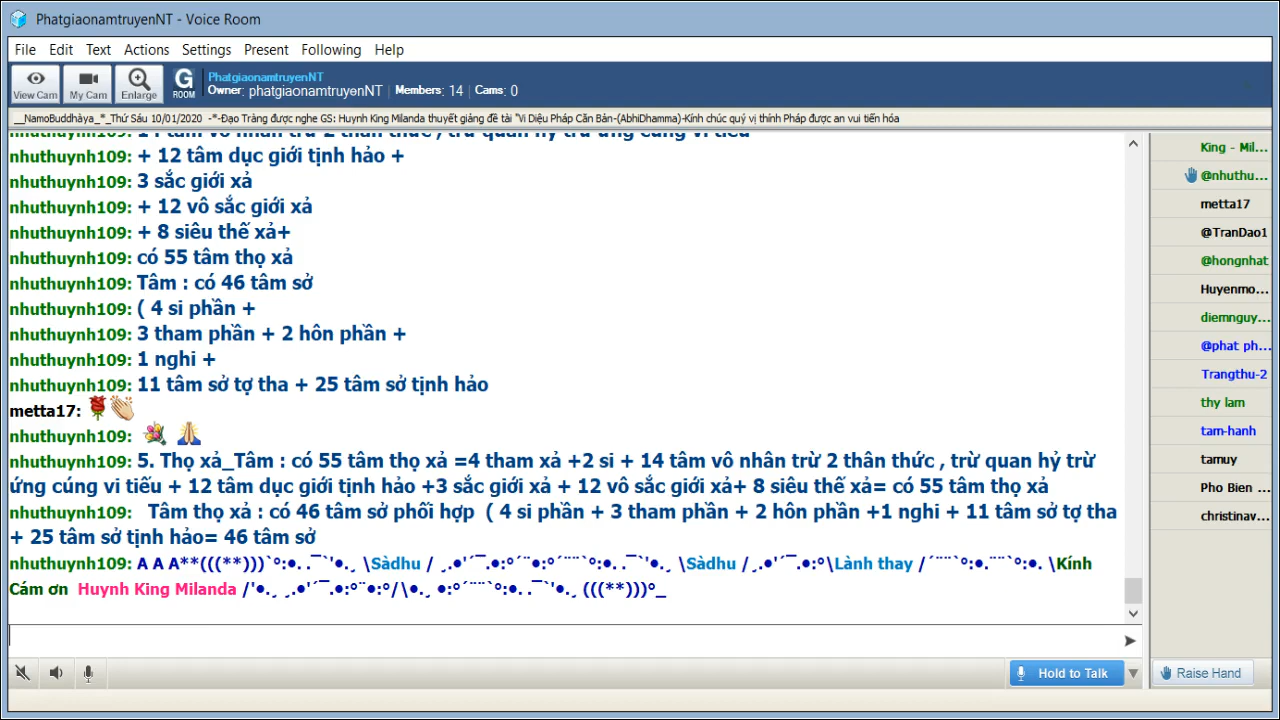 PhatgiaonamtruyenNT - Voice Room
File Edit Text Actions Settings Present Following Help
View Cam My Cam Enlarge G ROOM
PhatgiaonamtruyenNT
Owner: phatgiaonamtruyenNT | Members: 14 | Cams: 0
__NamoBuddhàya_*_Thứ Sáu 10/01/2020 -*-Đạo Tràng được nghe GS: Huynh King Milanda thuyết giảng đề tài "Vi Diệu Pháp Căn Bản-(AbhiDhamma)-Kính chúc quý vị thính Pháp được an vui tiến hóa
nhuthuynh109: + 12 tâm dục giới tịnh hảo +
nhuthuynh109: 3 sắc giới xả
nhuthuynh109: + 12 vô sắc giới xả
nhuthuynh109: + 8 siêu thế xả+
nhuthuynh109: có 55 tâm thọ xả
nhuthuynh109: Tâm : có 46 tâm sở
nhuthuynh109: ( 4 si phần +
nhuthuynh109: 3 tham phần + 2 hôn phần +
nhuthuynh109: 1 nghi +
nhuthuynh109: 11 tâm sở tợ tha + 25 tâm sở tịnh hảo
metta17: 🌹👏
nhuthuynh109: 💐 🙏
nhuthuynh109: 5. Thọ xả_Tâm : có 55 tâm thọ xả =4 tham xả +2 si + 14 tâm vô nhân trừ 2 thân thức , trừ quan hỷ trừ
ứng cúng vi tiếu + 12 tâm dục giới tịnh hảo +3 sắc giới xả + 12 vô sắc giới xả+ 8 siêu thế xả= có 55 tâm thọ xả
nhuthuynh109: Tâm thọ xả : có 46 tâm sở phối hợp ( 4 si phần + 3 tham phần + 2 hôn phần +1 nghi + 11 tâm sở tợ tha
+ 25 tâm sở tịnh hảo= 46 tâm sở
nhuthuynh109: A A A**(((**)))`°:•. .¯`'•.¸ \Sàdhu / ¸.•'´¯.•:°´¨•:°´¨¨`°:•. .¯`'•.¸ \Sàdhu /¸.•'´¯.•:°\Lành thay /´¨¨`°:•.¨¨`°:•. \Kính
Cám ơn Huynh King Milanda /'•.¸ ¸.•'´¯.•:°¨•:°/\•.¸ •:°´¨¨`°:•. .¯`'•.¸ (((**)))°_
King - Mil...
@nhuthu...
metta17
@TranDao1
@hongnhat
Huyenmo...
diemnguy...
@phat ph...
Trangthu-2
thy lam
tam-hanh
tamuy
Pho Bien ...
christinav...
Hold to Talk
Raise Hand